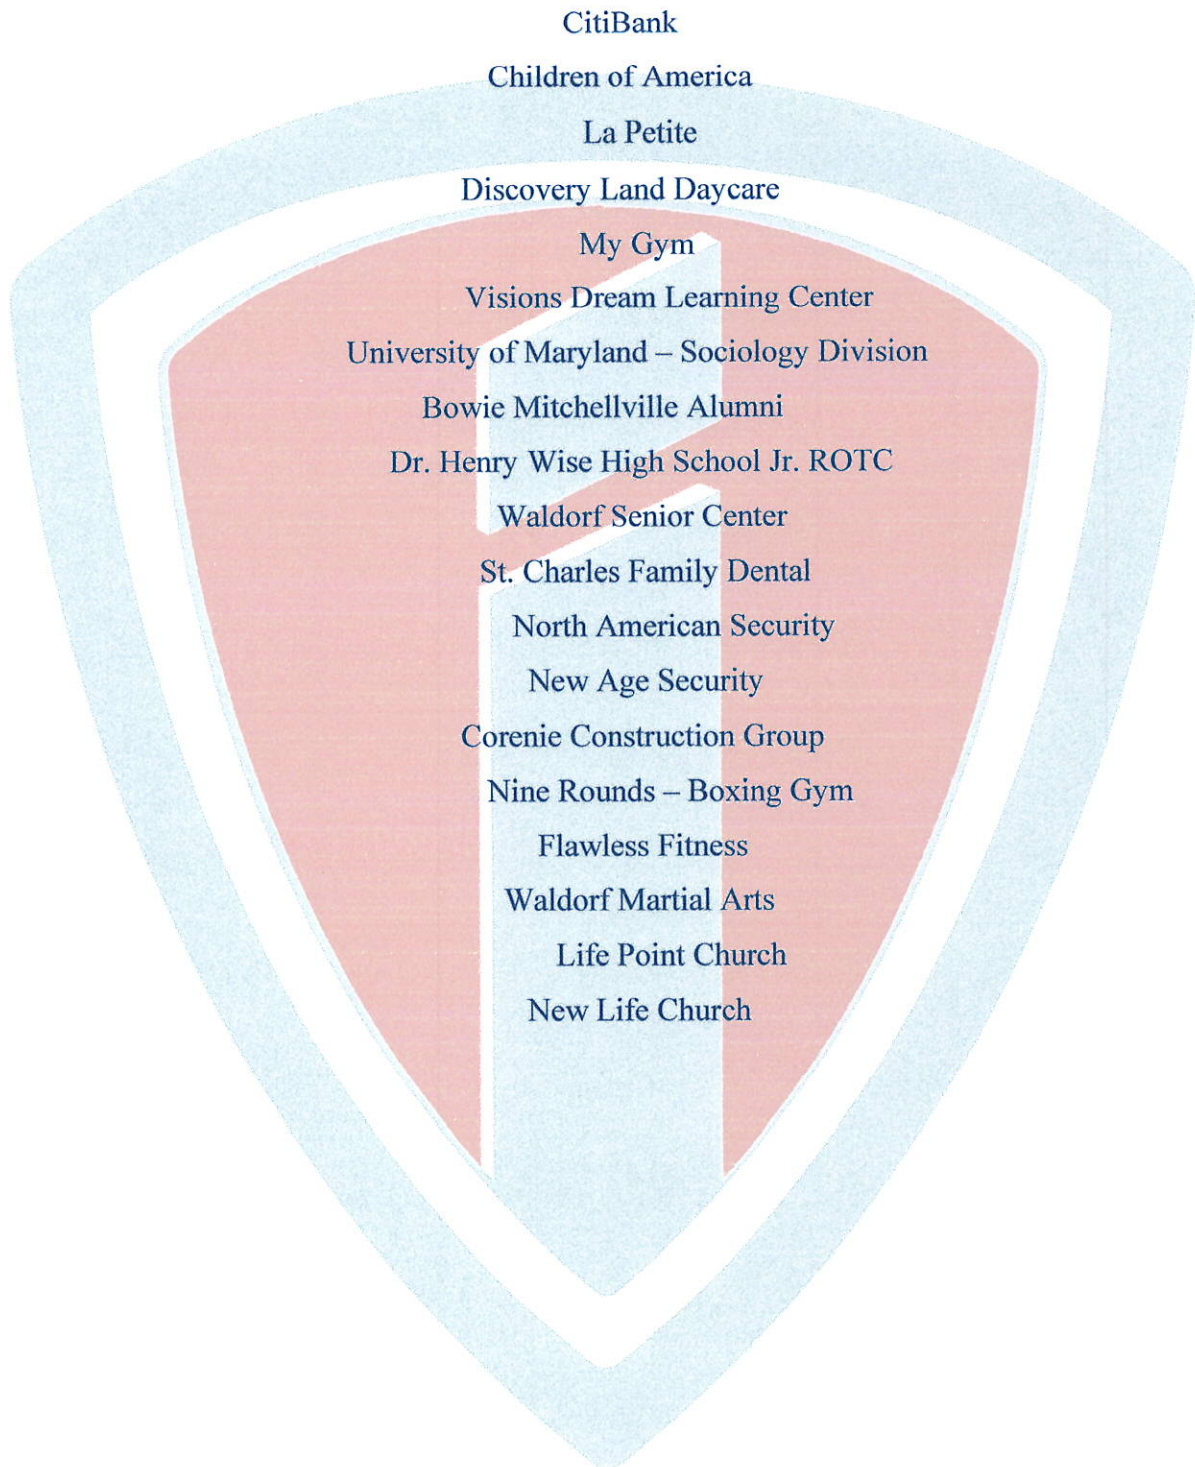 CitiBank
Children of America
La Petite
Discovery Land Daycare
My Gym
Visions Dream Learning Center
University of Maryland – Sociology Division
Bowie Mitchellville Alumni
Dr. Henry Wise High School Jr. ROTC
Waldorf Senior Center
St. Charles Family Dental
North American Security
New Age Security
Corenie Construction Group
Nine Rounds – Boxing Gym
Flawless Fitness
Waldorf Martial Arts
Life Point Church
New Life Church